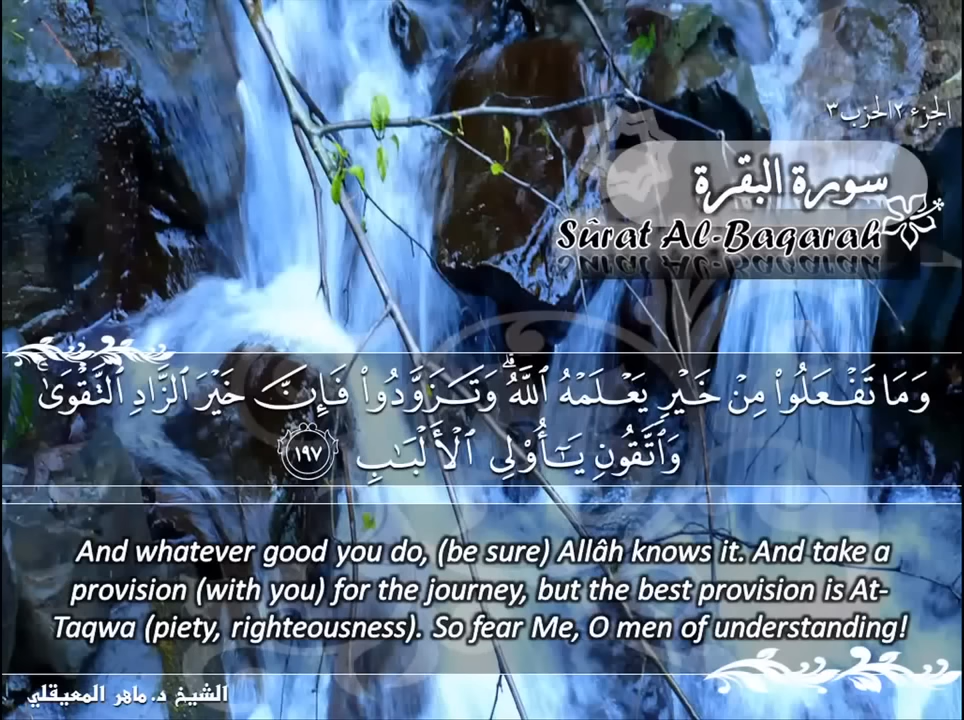 الجزء ٢ الحزب ٣
سورة البقرة
Sûrat Al-Baqarah
وَمَا تَفْعَلُوا۟ مِنْ خَيْرٍ يَعْلَمْهُ ٱللَّهُ ۗ وَتَزَوَّدُوا۟ فَإِنَّ خَيْرَ ٱلزَّادِ ٱلتَّقْوَىٰ ۚ
وَٱتَّقُونِ يَـٰٓأُو۟لِى ٱلْأَلْبَـٰبِ ١٩٧
And whatever good you do, (be sure) Allâh knows it. And take a
provision (with you) for the journey, but the best provision is At-
Taqwa (piety, righteousness). So fear Me, O men of understanding!
الشيخ د. ماهر المعيقلي